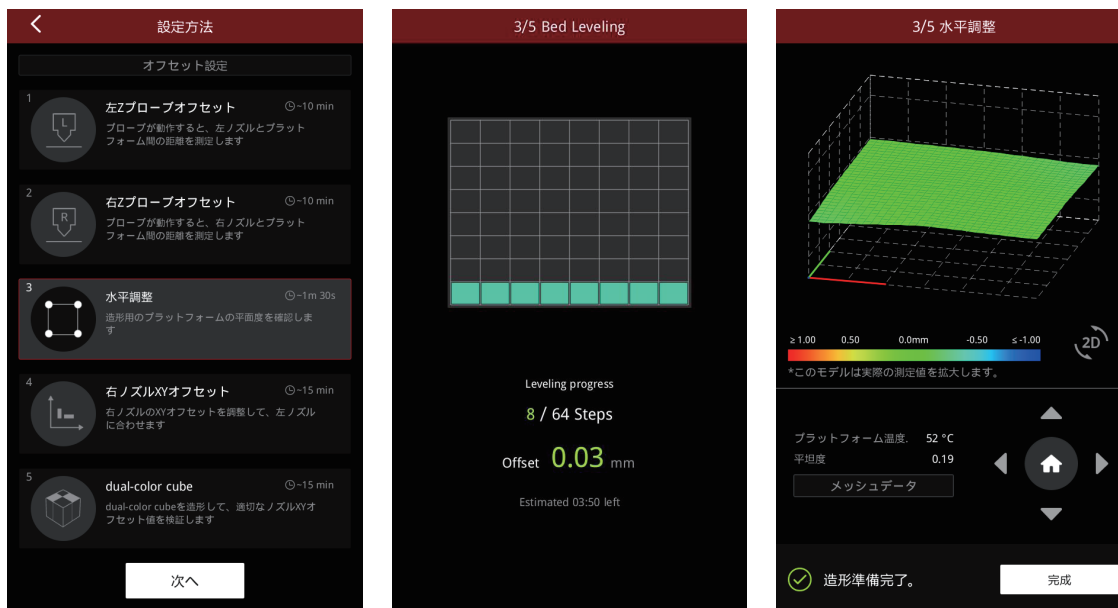 設定方法
オフセット設定
1
左Zプローブオフセット
~10 min
L
プローブが動作すると、左ノズルとプラット
フォーム間の距離を測定します
2
右Zプローブオフセット
~10 min
R
プローブが動作すると、右ノズルとプラット
フォーム間の距離を測定します
3
水平調整
~1m 30s
造形用のプラットフォームの平面度を確認しま
す
4
右ノズルXYオフセット
~15 min
右ノズルのXYオフセットを調整して、左ノズル
に合わせます
5
dual-color cube
~15 min
dual-color cubeを造形して、適切なノズルXYオ
フセット値を検証します
次へ
3/5 Bed Leveling
Leveling progress
8 / 64 Steps
Offset 0.03 mm
Estimated 03:50 left
3/5 水平調整
≥ 1.00 0.50 0.0mm -0.50 ≤ -1.00
2D
*このモデルは実際の測定値を拡大します。
プラットフォーム温度. 52 °C
平坦度 0.19
メッシュデータ
造形準備完了。
完成